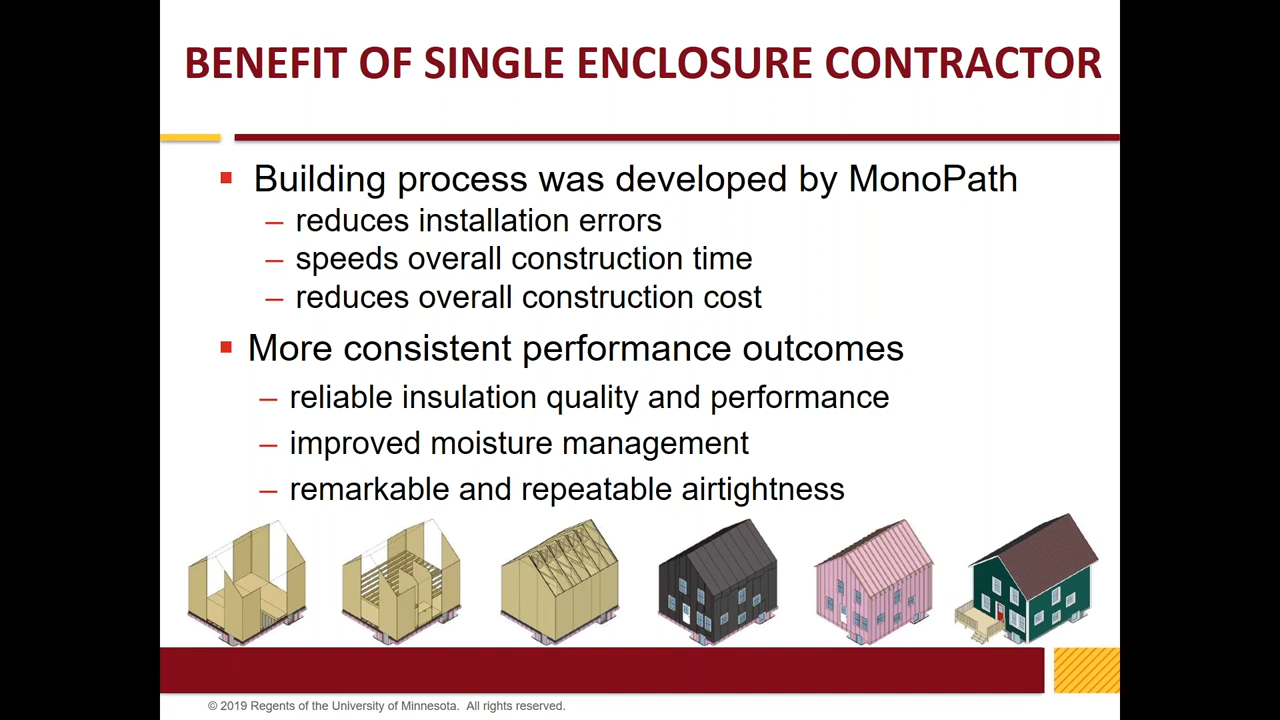 BENEFIT OF SINGLE ENCLOSURE CONTRACTOR
▪ Building process was developed by MonoPath
– reduces installation errors
– speeds overall construction time
– reduces overall construction cost
▪ More consistent performance outcomes
– reliable insulation quality and performance
– improved moisture management
– remarkable and repeatable airtightness
© 2019 Regents of the University of Minnesota. All rights reserved.